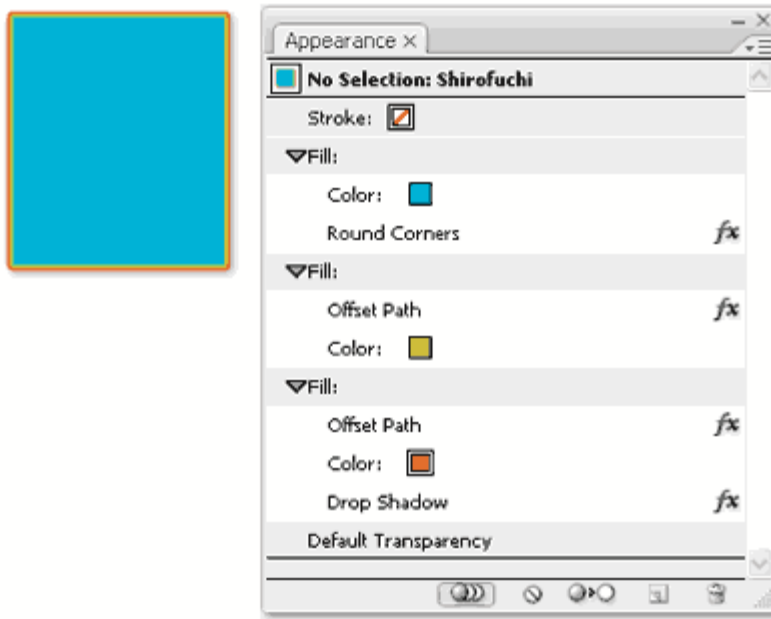 Appearance ×
No Selection: Shirofuchi
Stroke:
Fill:
Color:
Round Corners fx
Fill:
Offset Path fx
Color:
Fill:
Offset Path fx
Color:
Drop Shadow fx
Default Transparency